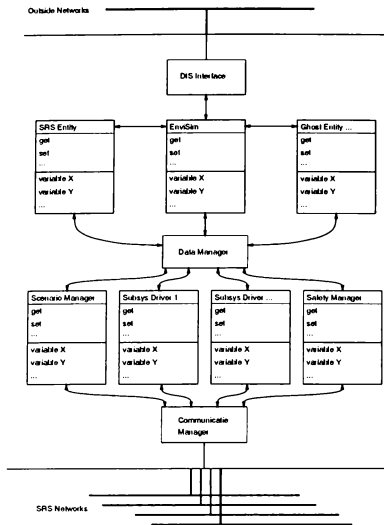 Outside Networks
DIS Interface
SRS Entity
get
set
...
variable X
variable Y
...
EnviSim
get
set
...
variable X
variable Y
...
Ghost Entity ...
get
set
...
variable X
variable Y
...
Data Manager
Scenario Manager
get
set
...
variable X
variable Y
...
Subsys Driver 1
get
set
...
variable X
variable Y
...
Subsys Driver ...
get
set
...
variable X
variable Y
...
Safety Manager
get
set
...
variable X
variable Y
...
Communicatie
Manager
SRS Networks